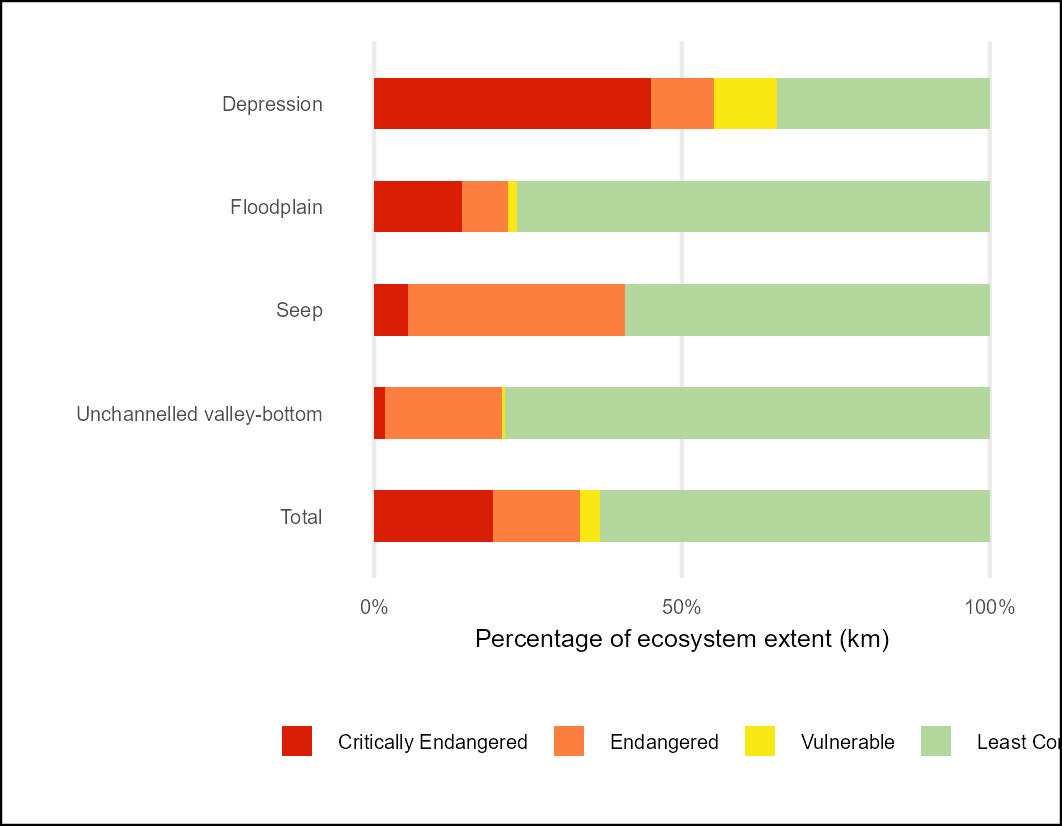 Depression
Floodplain
Seep
Unchannelled valley-bottom
Total
0% 50% 100%
Percentage of ecosystem extent (km)
Critically Endangered Endangered Vulnerable Least